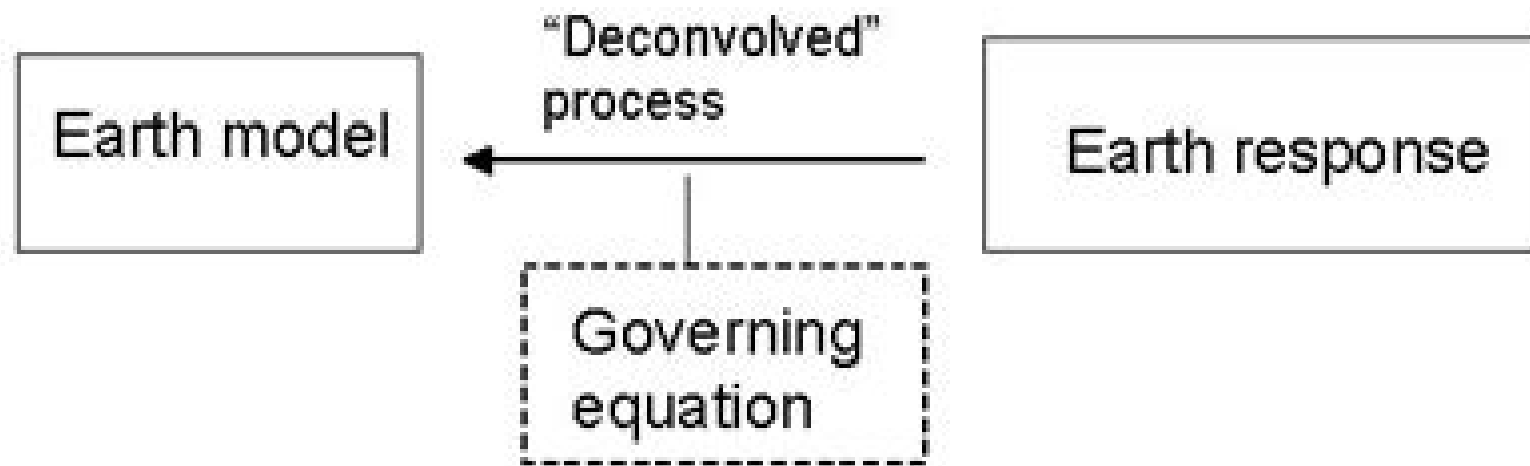 “Deconvolved”
process
Earth model
Earth response
Governing
equation